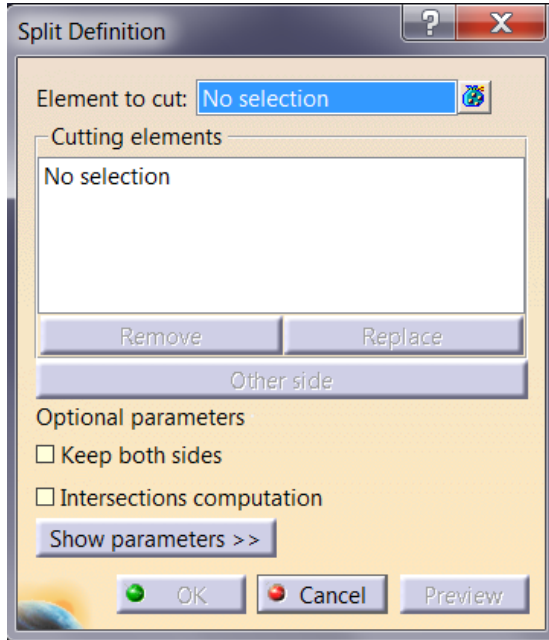 Split Definition
?
X
Element to cut: No selection
Cutting elements
No selection
Remove Replace
Other side
Optional parameters
Keep both sides
Intersections computation
Show parameters >>
OK Cancel Preview